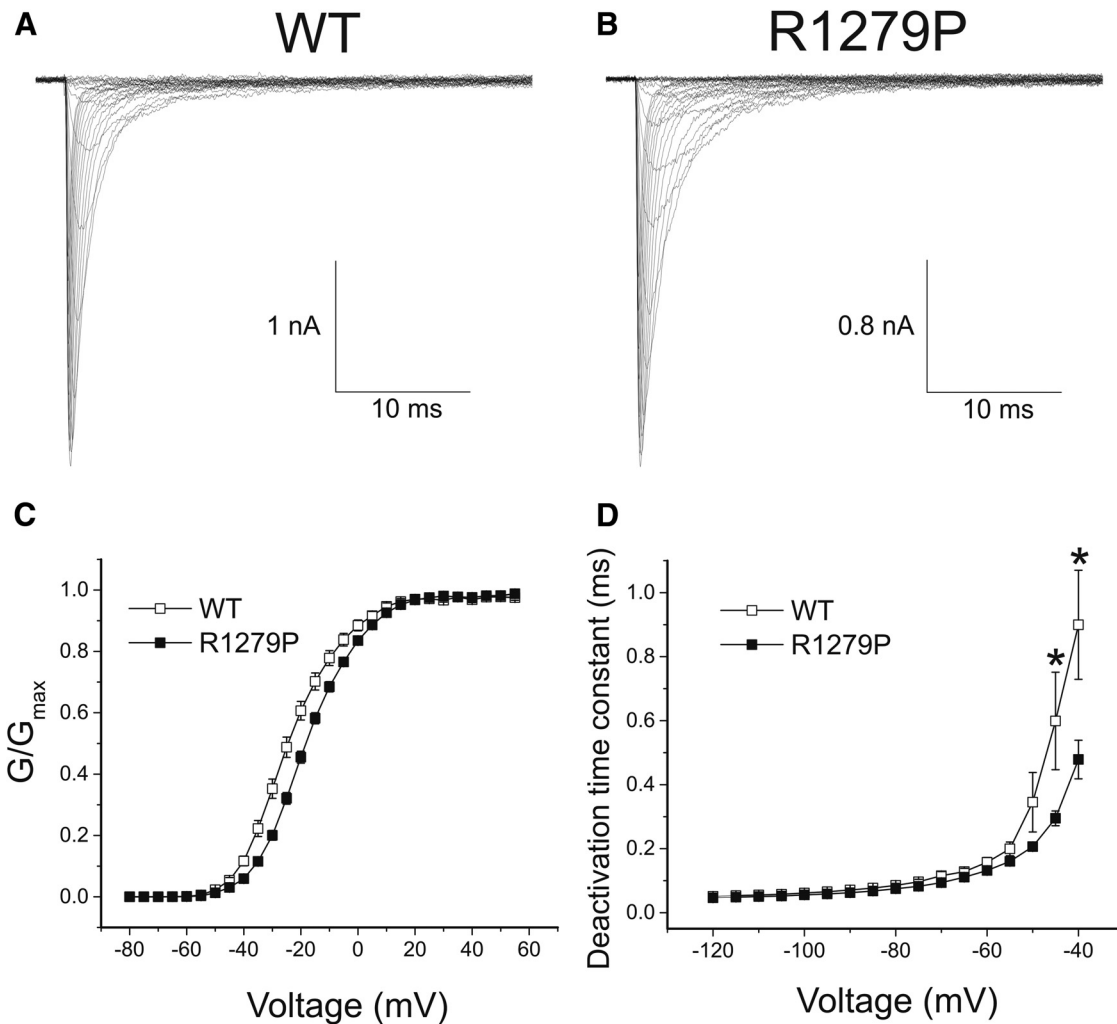 A
WT
B
R1279P
1 nA
10 ms
0.8 nA
10 ms
C
1.0
0.8
0.6
0.4
0.2
0.0
G/Gmax
WT
R1279P
-80
-60
-40
-20
0
20
40
60
Voltage (mV)
D
Deactivation time constant (ms)
1.0
0.8
0.6
0.4
0.2
0.0
WT
R1279P
*
*
-120
-100
-80
-60
-40
Voltage (mV)